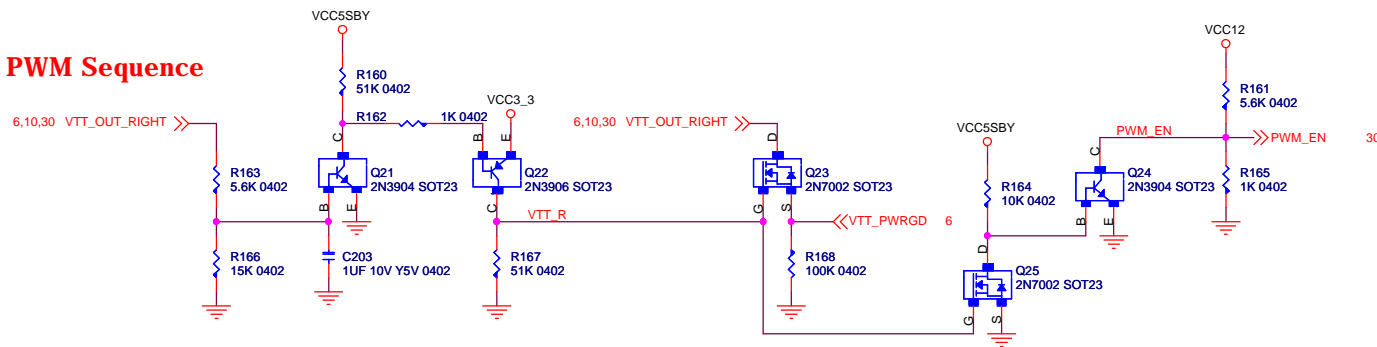 PWM Sequence
VCC5SBY
R160
51K 0402
R162 1K 0402
VCC3_3
6,10,30 VTT_OUT_RIGHT
R163
5.6K 0402
C
B
E
Q21
2N3904 SOT23
B
E
C
Q22
2N3906 SOT23
R166
15K 0402
C203
1UF 10V Y5V 0402
VTT_R
R167
51K 0402
6,10,30 VTT_OUT_RIGHT
D
G
S
Q23
2N7002 SOT23
VTT_PWRGD 6
R168
100K 0402
VCC5SBY
R164
10K 0402
D
G
S
Q25
2N7002 SOT23
VCC12
R161
5.6K 0402
PWM_EN
PWM_EN 30
C
B
E
Q24
2N3904 SOT23
R165
1K 0402